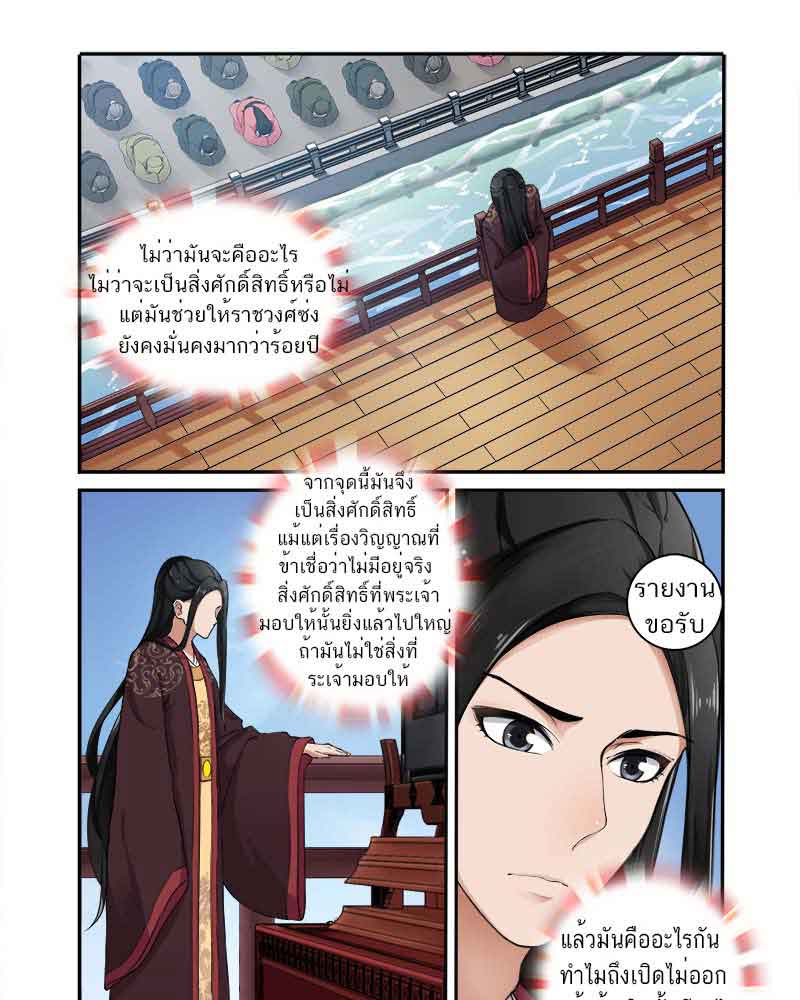 ไม่ว่ามันจะคืออะไร
ไม่ว่าจะเป็นสิ่งศักดิ์สิทธิ์หรือไม่
แต่มันช่วยให้ราชวงศ์ซ่ง
ยังคงมั่นคงมากว่าร้อยปี
จากจุดนี้มันจึง
เป็นสิ่งศักดิ์สิทธิ์
แม้แต่เรื่องวิญญาณที่
ข้าเชื่อว่าไม่มีอยู่จริง
สิ่งศักดิ์สิทธิ์ที่พระเจ้า
มอบให้นั้นยิ่งแล้วไปใหญ่
ถ้ามันไม่ใช่สิ่งที่
ระเจ้ามอบให้
รายงาน
ขอรับ
แล้วมันคืออะไรกัน
ทำไมถึงเปิดไม่ออก